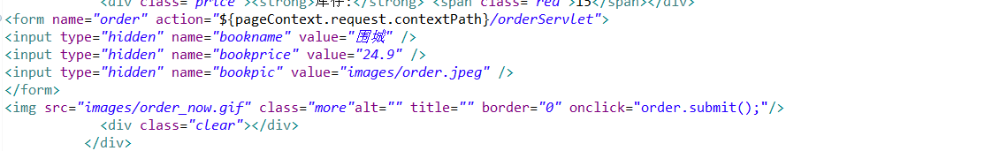 <div class="price"><strong>库存:</strong> <span class="red">15</span></div>
<form name="order" action="${pageContext.request.contextPath}/orderServlet">
<input type="hidden" name="bookname" value="围城" />
<input type="hidden" name="bookprice" value="24.9" />
<input type="hidden" name="bookpic" value="images/order.jpeg" />
</form>
<img src="images/order_now.gif" class="more"alt="" title="" border="0" onclick="order.submit();"/>
<div class="clear"></div>
</div>